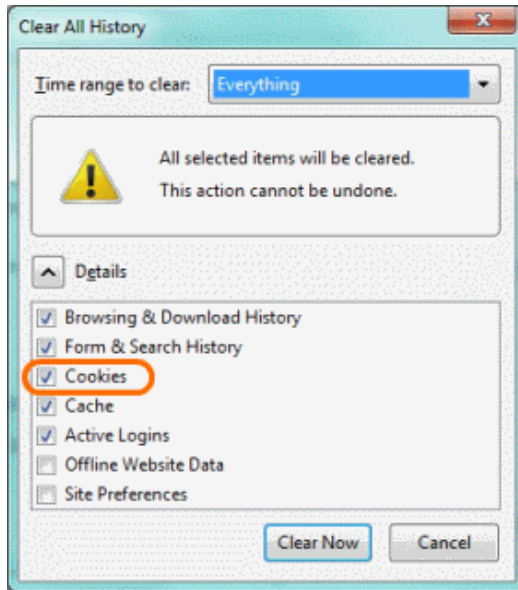 Clear All History
Time range to clear: Everything
All selected items will be cleared.
This action cannot be undone.
Details
Browsing & Download History
Form & Search History
Cookies
Cache
Active Logins
Offline Website Data
Site Preferences
Clear Now Cancel